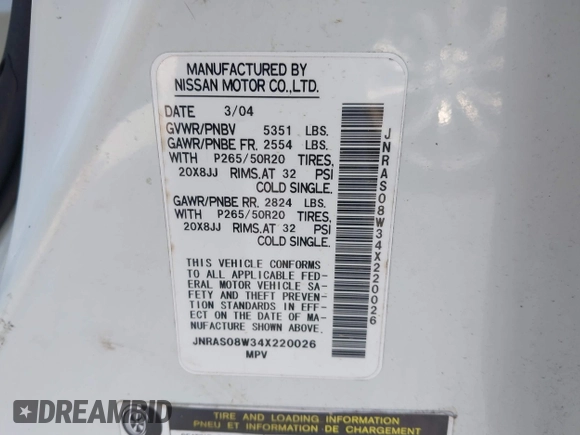 MANUFACTURED BY
NISSAN MOTOR CO.,LTD.
DATE 3/04
GVWR/PNBV 5351 LBS.
GAWR/PNBE FR. 2554 LBS.
WITH P265/50R20 TIRES,
20X8JJ RIMS,AT 32 PSI
COLD SINGLE.
GAWR/PNBE RR. 2824 LBS.
WITH P265/50R20 TIRES,
20X8JJ RIMS,AT 32 PSI
COLD SINGLE.
THIS VEHICLE CONFORMS
TO ALL APPLICABLE FED-
ERAL MOTOR VEHICLE SA-
FETY AND THEFT PREVEN-
TION STANDARDS IN EFF-
ECT ON THE DATE OF MA-
NUFACTURE SHOWN ABOVE.
JNRAS08W34X220026
MPV
JNRAS08W34X220026
TIRE AND LOADING INFORMATION
PNEU ET RENSEIGNEMENTS DE CHARGEMENT
DREAMBID